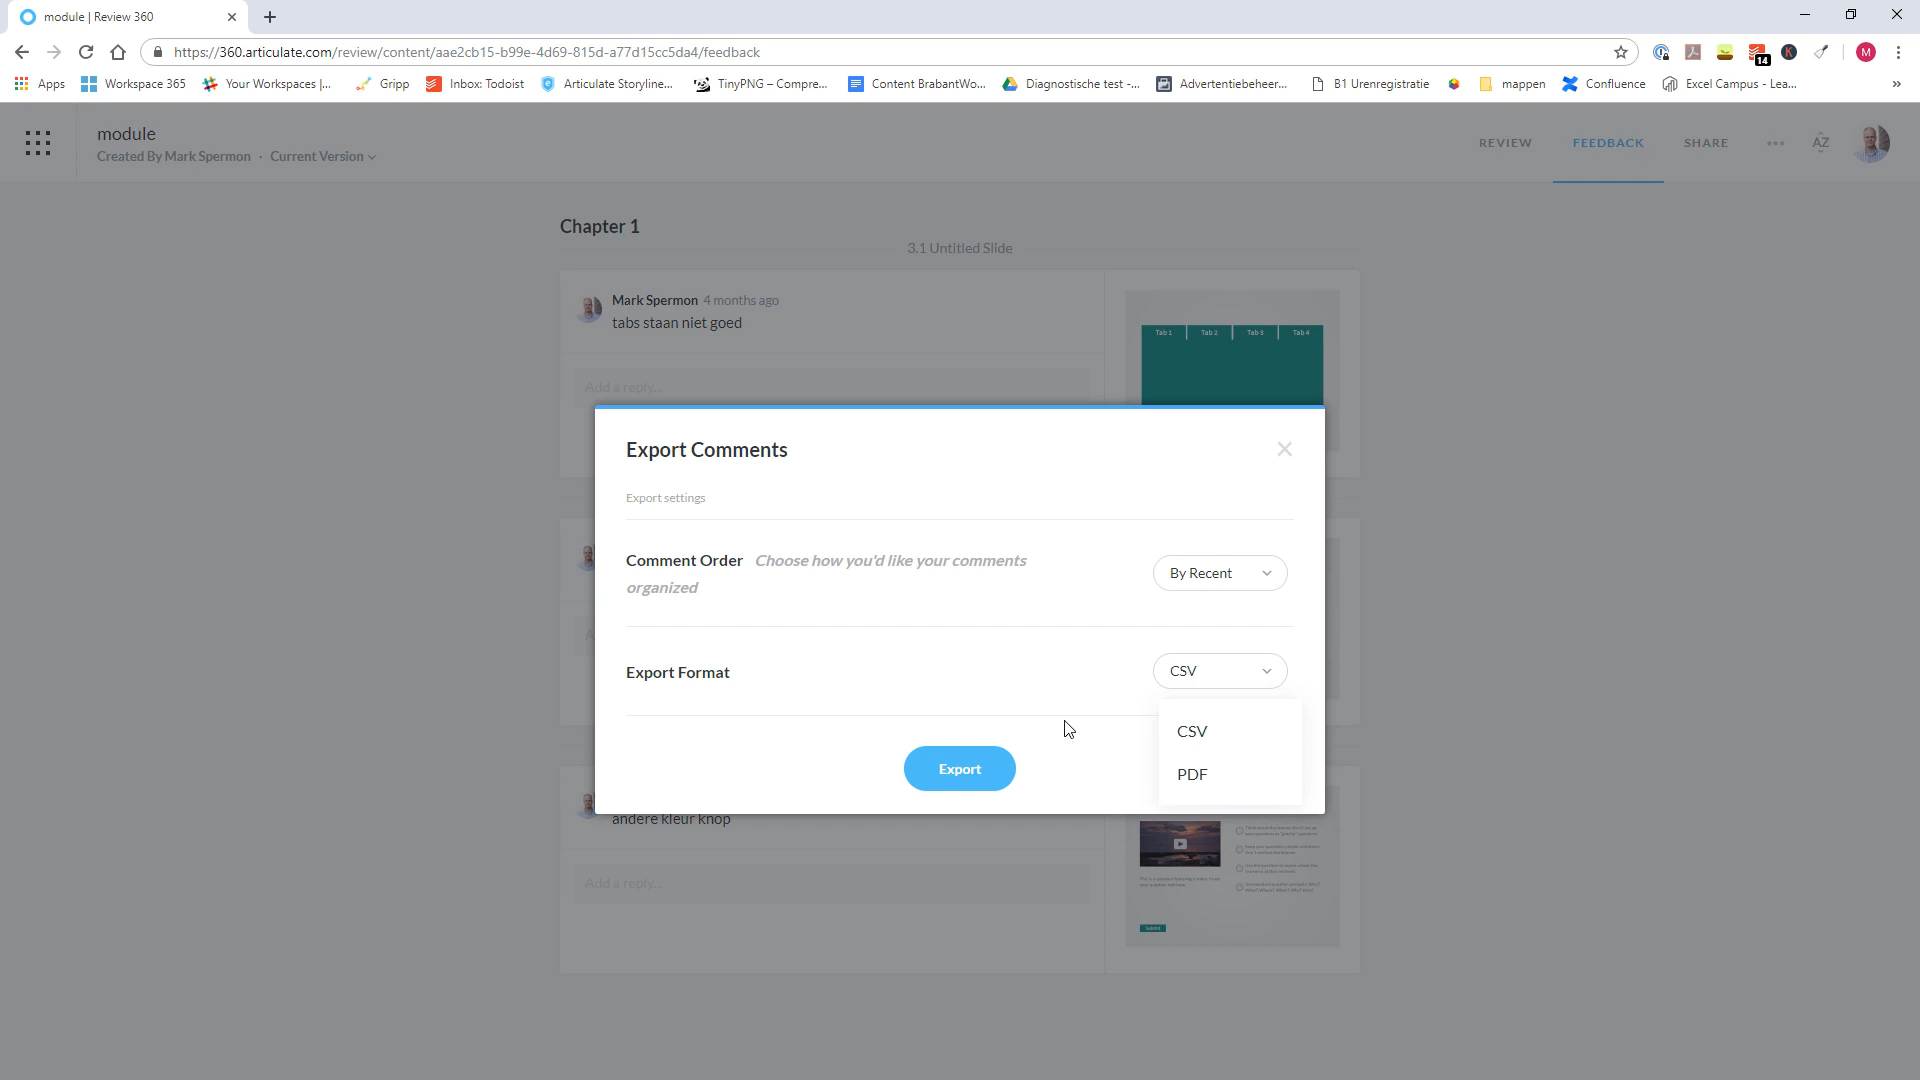 module | Review 360
https://360.articulate.com/review/content/aae2cb15-b99e-4d69-815d-a77d15cc5da4/feedback
14
K
M
Apps
Workspace 365
Your Workspaces |...
Gripp
Inbox: Todoist
Articulate Storyline...
TinyPNG – Compre...
Content BrabantWo...
Diagnostische test -...
Advertentiebeheer...
B1 Urenregistratie
mappen
Confluence
Excel Campus - Lea...
module
Created By Mark Spermon · Current Version
REVIEW
FEEDBACK
SHARE
AZ
Chapter 1
3.1 Untitled Slide
Mark Spermon 4 months ago
tabs staan niet goed
Tab 1
Tab 2
Tab 3
Tab 4
Add a reply...
Export Comments
Export settings
Comment Order Choose how you'd like your comments
organized
By Recent
Export Format
CSV
CSV
PDF
Export
andere kleur knop
Add a reply...